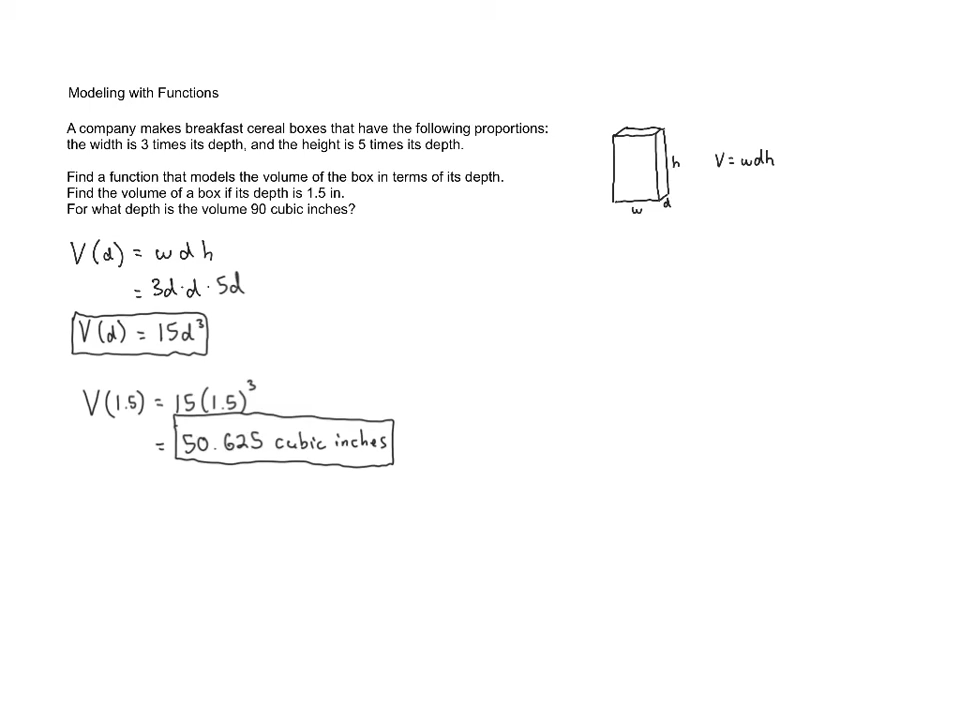 Modeling with Functions
A company makes breakfast cereal boxes that have the following proportions:
the width is 3 times its depth, and the height is 5 times its depth.
Find a function that models the volume of the box in terms of its depth.
Find the volume of a box if its depth is 1.5 in.
For what depth is the volume 90 cubic inches?
h
w
d
V = wdh
V(d) = w d h
= 3d·d·5d
V(d) = 15d³
V(1.5) = 15(1.5)³
= 50.625 cubic inches